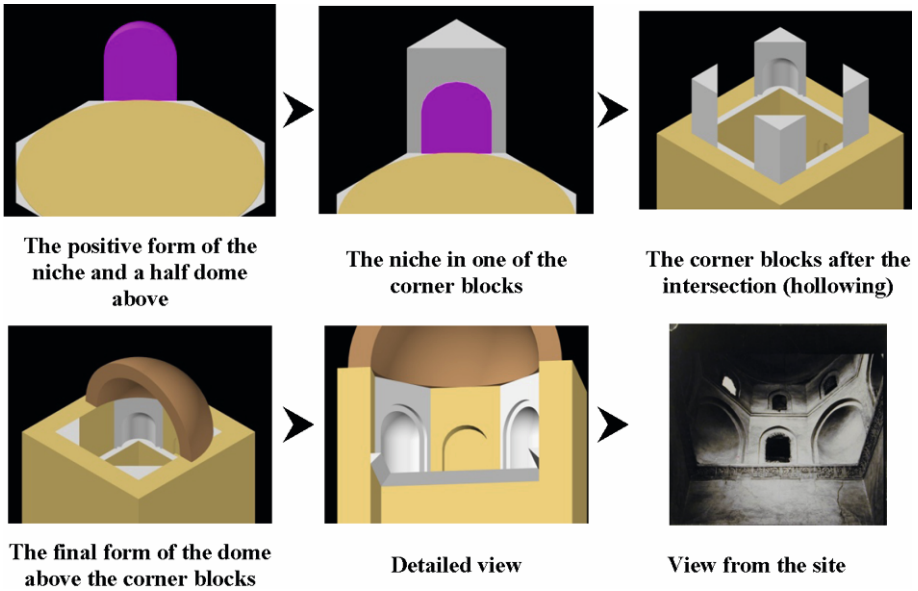 The positive form of the
niche and a half dome
above
The niche in one of the
corner blocks
The corner blocks after the
intersection (hollowing)
The final form of the dome
above the corner blocks
Detailed view
View from the site